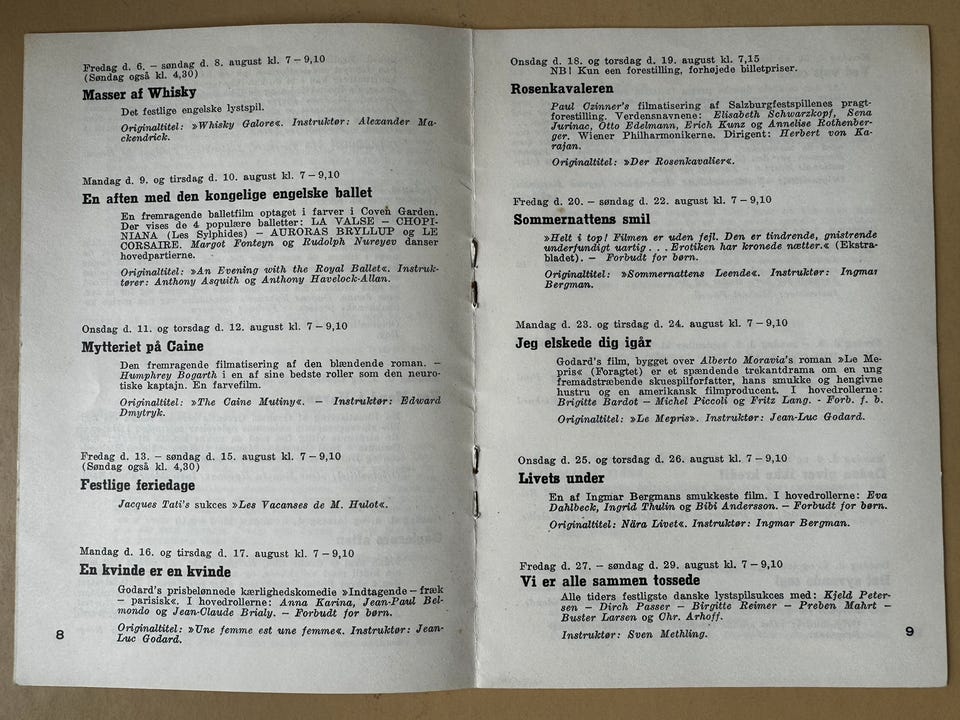 Fredag d. 6. — søndag d. 8. august kl. 7 — 9,10
(Søndag også kl. 4,30)
Masser af Whisky
Det festlige engelske lystspil.
Originaltitel: »Whisky Galore«. Instruktør: Alexander Ma-
ckendrick.
Mandag d. 9. og tirsdag d. 10. august kl. 7 — 9,10
En aften med den kongelige engelske ballet
En fremragende balletfilm optaget i farver i Coven Garden.
Der vises de 4 populære balletter: LA VALSE — CHOPI-
NIANA (Les Sylphides) — AURORAS BRYLLUP og LE
CORSAIRE. Margot Fonteyn og Rudolph Nureyev danser
hovedpartierne.
Originaltitel: »An Evening with the Royal Ballet«. Instruk-
tører: Anthony Asquith og Anthony Havelock-Allan.
Onsdag d. 11. og torsdag d. 12. august kl. 7 — 9,10
Mytteriet på Caine
Den fremragende filmatisering af den blændende roman. —
Humphrey Bogarth i en af sine bedste roller som den neuro-
tiske kaptajn. En farvefilm.
Originaltitel: »The Caine Mutiny«. — Instruktør: Edward
Dmytryk.
Fredag d. 13. — søndag d. 15. august kl. 7 — 9,10
(Søndag også kl. 4,30)
Festlige feriedage
Jacques Tati's sukces »Les Vacanses de M. Hulot«.
Mandag d. 16. og tirsdag d. 17. august kl. 7 — 9,10
En kvinde er en kvinde
Godard's prisbelønnede kærlighedskomedie »Indtagende — fræk
— parisisk«. I hovedrollerne: Anna Karina, Jean-Paul Bel-
mondo og Jean-Claude Brialy. — Forbudt for børn.
Originaltitel: »Une femme est une femme«. Instruktør: Jean-
Luc Godard.
8
Onsdag d. 18. og torsdag d. 19. august kl. 7,15
NB! Kun een forestilling, forhøjede billetpriser.
Rosenkavaleren
Paul Czinner's filmatisering af Salzburgfestspillenes pragt-
forestilling. Verdensnavnene: Elisabeth Schwarzkopf, Sena
Jurinac, Otto Edelmann, Erich Kunz og Annelise Rothenber-
ger. Wiener Philharmonikerne. Dirigent: Herbert von Ka-
rajan.
Originaltitel: »Der Rosenkavalier«.
Fredag d. 20. — søndag d. 22. august kl. 7 — 9,10
Sommernattens smil
»Helt i top! Filmen er uden fejl. Den er tindrende, gnistrende
underfundigt uartig . . . Erotiken har kronede nætter.« (Ekstra-
bladet). — Forbudt for børn.
Originaltitel: »Sommernattens Leende«. Instruktør: Ingmar
Bergman.
Mandag d. 23. og tirsdag d. 24. august kl. 7 — 9,10
Jeg elskede dig igår
Godard's film, bygget over Alberto Moravia's roman »Le Me-
pris« (Foragtet) er et spændende trekantdrama om en ung
fremadstræbende skuespilforfatter, hans smukke og hengivne
hustru og en amerikansk filmproducent. I hovedrollerne:
Brigitte Bardot — Michel Piccoli og Fritz Lang. - Forb. f. b.
Originaltitel: »Le Mepris«. Instruktør: Jean-Luc Godard.
Onsdag d. 25. og torsdag d. 26. august kl. 7 — 9,10
Livets under
En af Ingmar Bergmans smukkeste film. I hovedrollerne: Eva
Dahlbeck, Ingrid Thulin og Bibi Andersson. — Forbudt for børn.
Originaltitel: Nära Livet«. Instruktør: Ingmar Bergman.
Fredag d. 27. — søndag d. 29. august kl. 7 — 9,10
Vi er alle sammen tossede
Alle tiders festligste danske lystspilsukces med: Kjeld Peter-
sen — Dirch Passer — Birgitte Reimer — Preben Mahrt —
Buster Larsen og Chr. Arhoff.
Instruktør: Sven Methling.
9